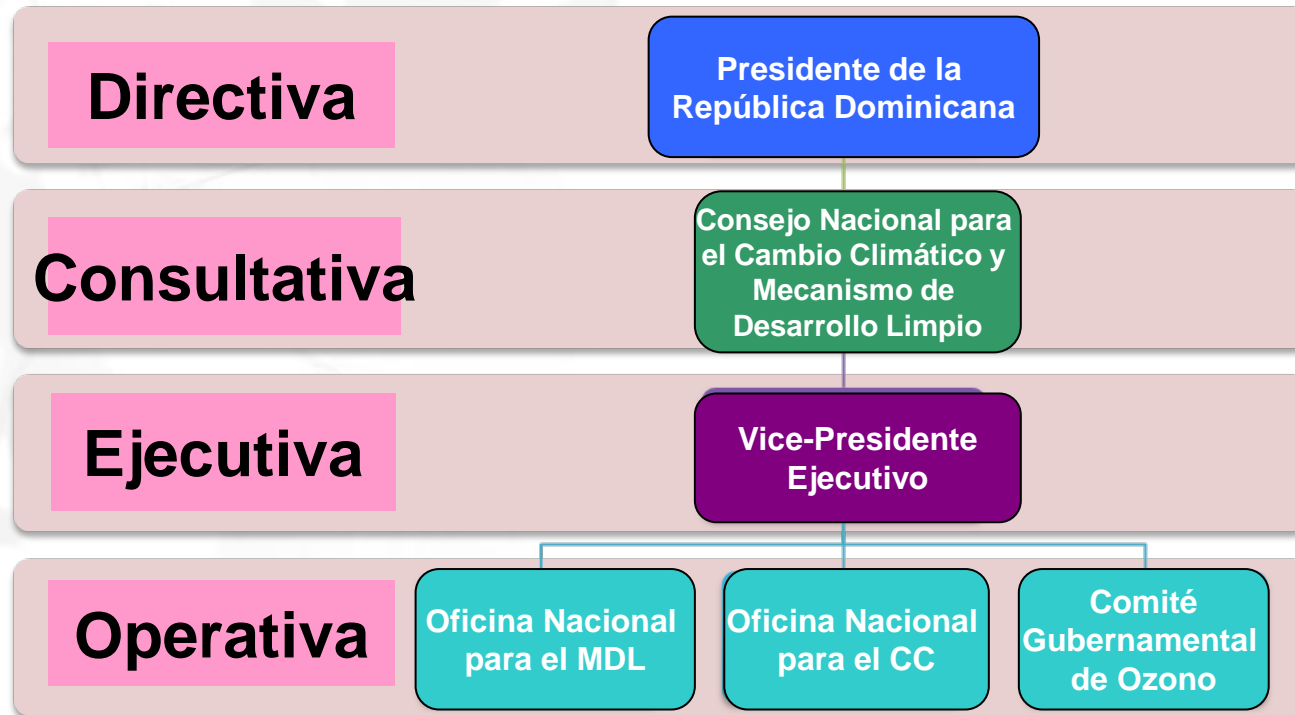 Directiva
Presidente de la
República Dominicana
Consultativa
Consejo Nacional para
el Cambio Climático y
Mecanismo de
Desarrollo Limpio
Ejecutiva
Vice-Presidente
Ejecutivo
Operativa
Oficina Nacional
para el MDL
Oficina Nacional
para el CC
Comité
Gubernamental
de Ozono